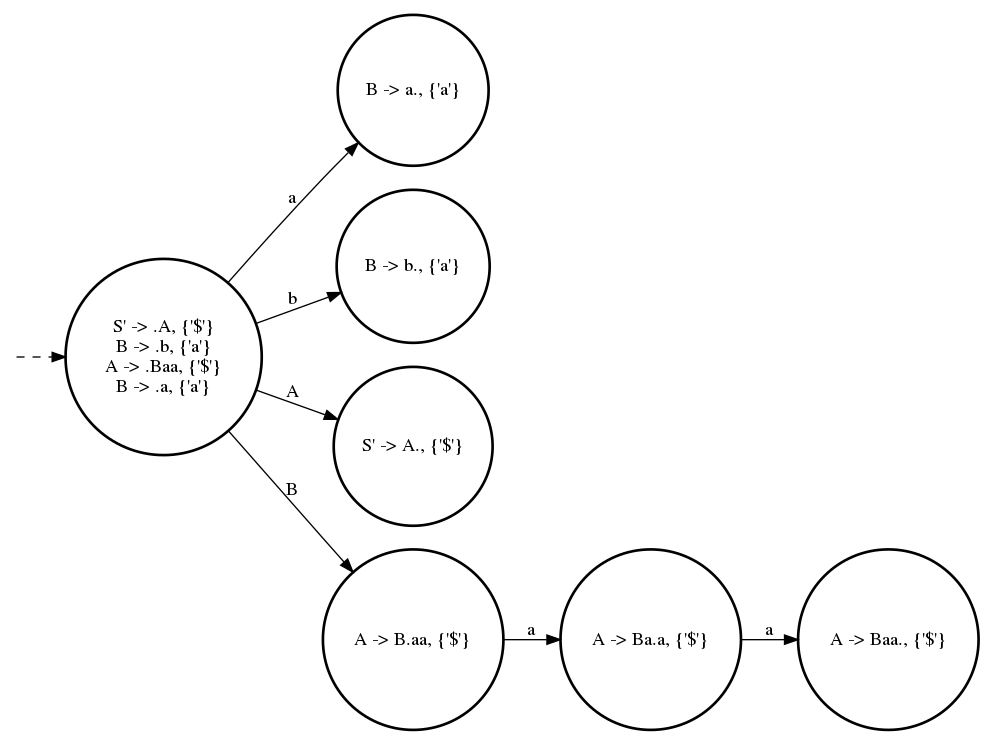 B -> a., {'a'}
a
B -> b., {'a'}
b
S' -> .A, {'$'}
B -> .b, {'a'}
A -> .Baa, {'$'}
B -> .a, {'a'}
A
S' -> A., {'$'}
B
A -> B.aa, {'$'}
a
A -> Ba.a, {'$'}
a
A -> Baa., {'$'}